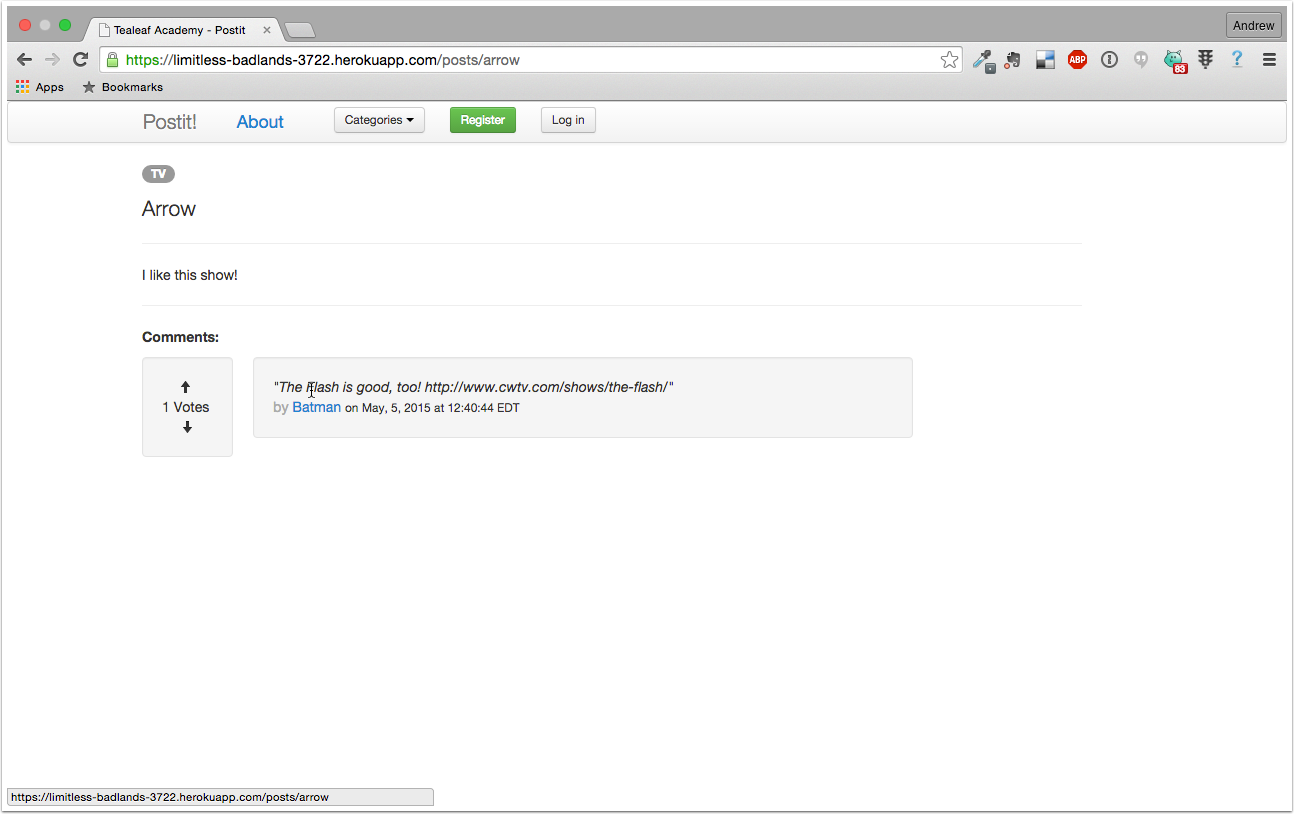 Tealeaf Academy - Postit
Andrew
https://limitless-badlands-3722.herokuapp.com/posts/arrow
ABP
83
?
Apps
Bookmarks
Postit!
About
Categories
Register
Log in
TV
Arrow
I like this show!
Comments:
1 Votes
"The Flash is good, too! http://www.cwtv.com/shows/the-flash/"
by Batman on May, 5, 2015 at 12:40:44 EDT
https://limitless-badlands-3722.herokuapp.com/posts/arrow